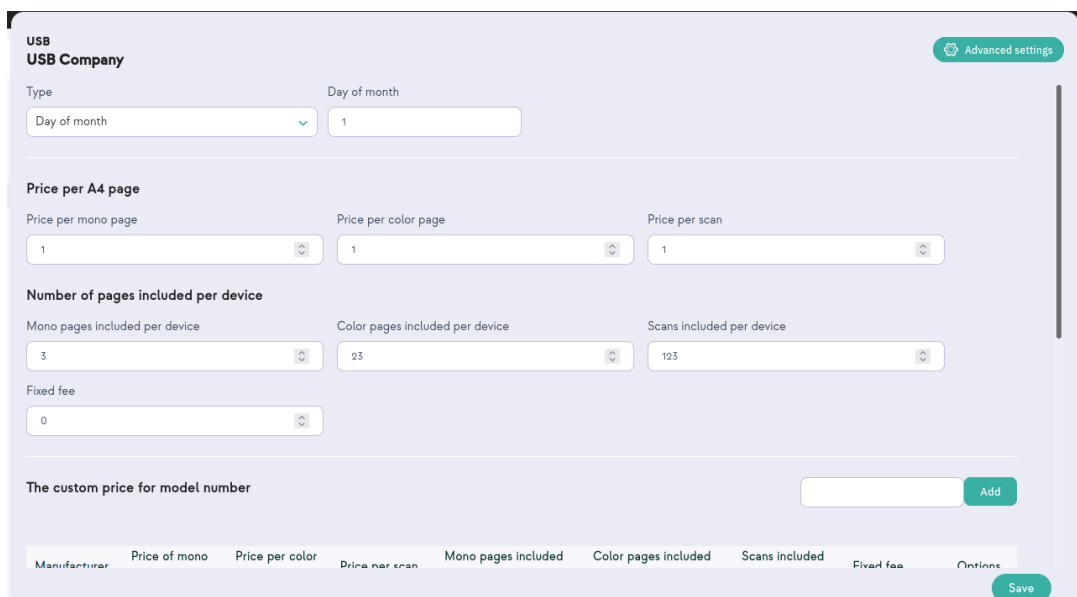 USB
USB Company
Advanced settings
Type
Day of month
Day of month
1
Price per A4 page
Price per mono page
Price per color page
Price per scan
1
1
1
Number of pages included per device
Mono pages included per device
Color pages included per device
Scans included per device
3
23
123
Fixed fee
0
The custom price for model number
Add
Manufacturer
Price of mono
Price per color
Price per scan
Mono pages included
Color pages included
Scans included
Fixed fee
Options
Save